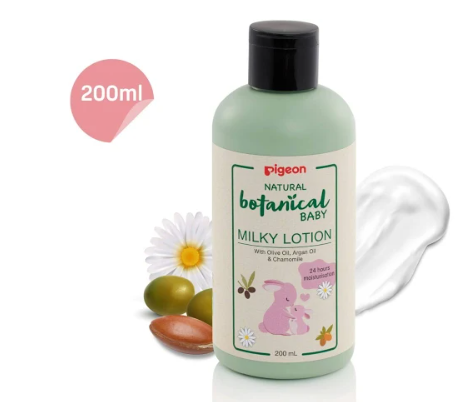 200ml
pigeon
NATURAL
botanical
BABY
MILKY LOTION
With Olive Oil, Argan Oil
& Chamomile
24 hours
moisturisation
200 mL